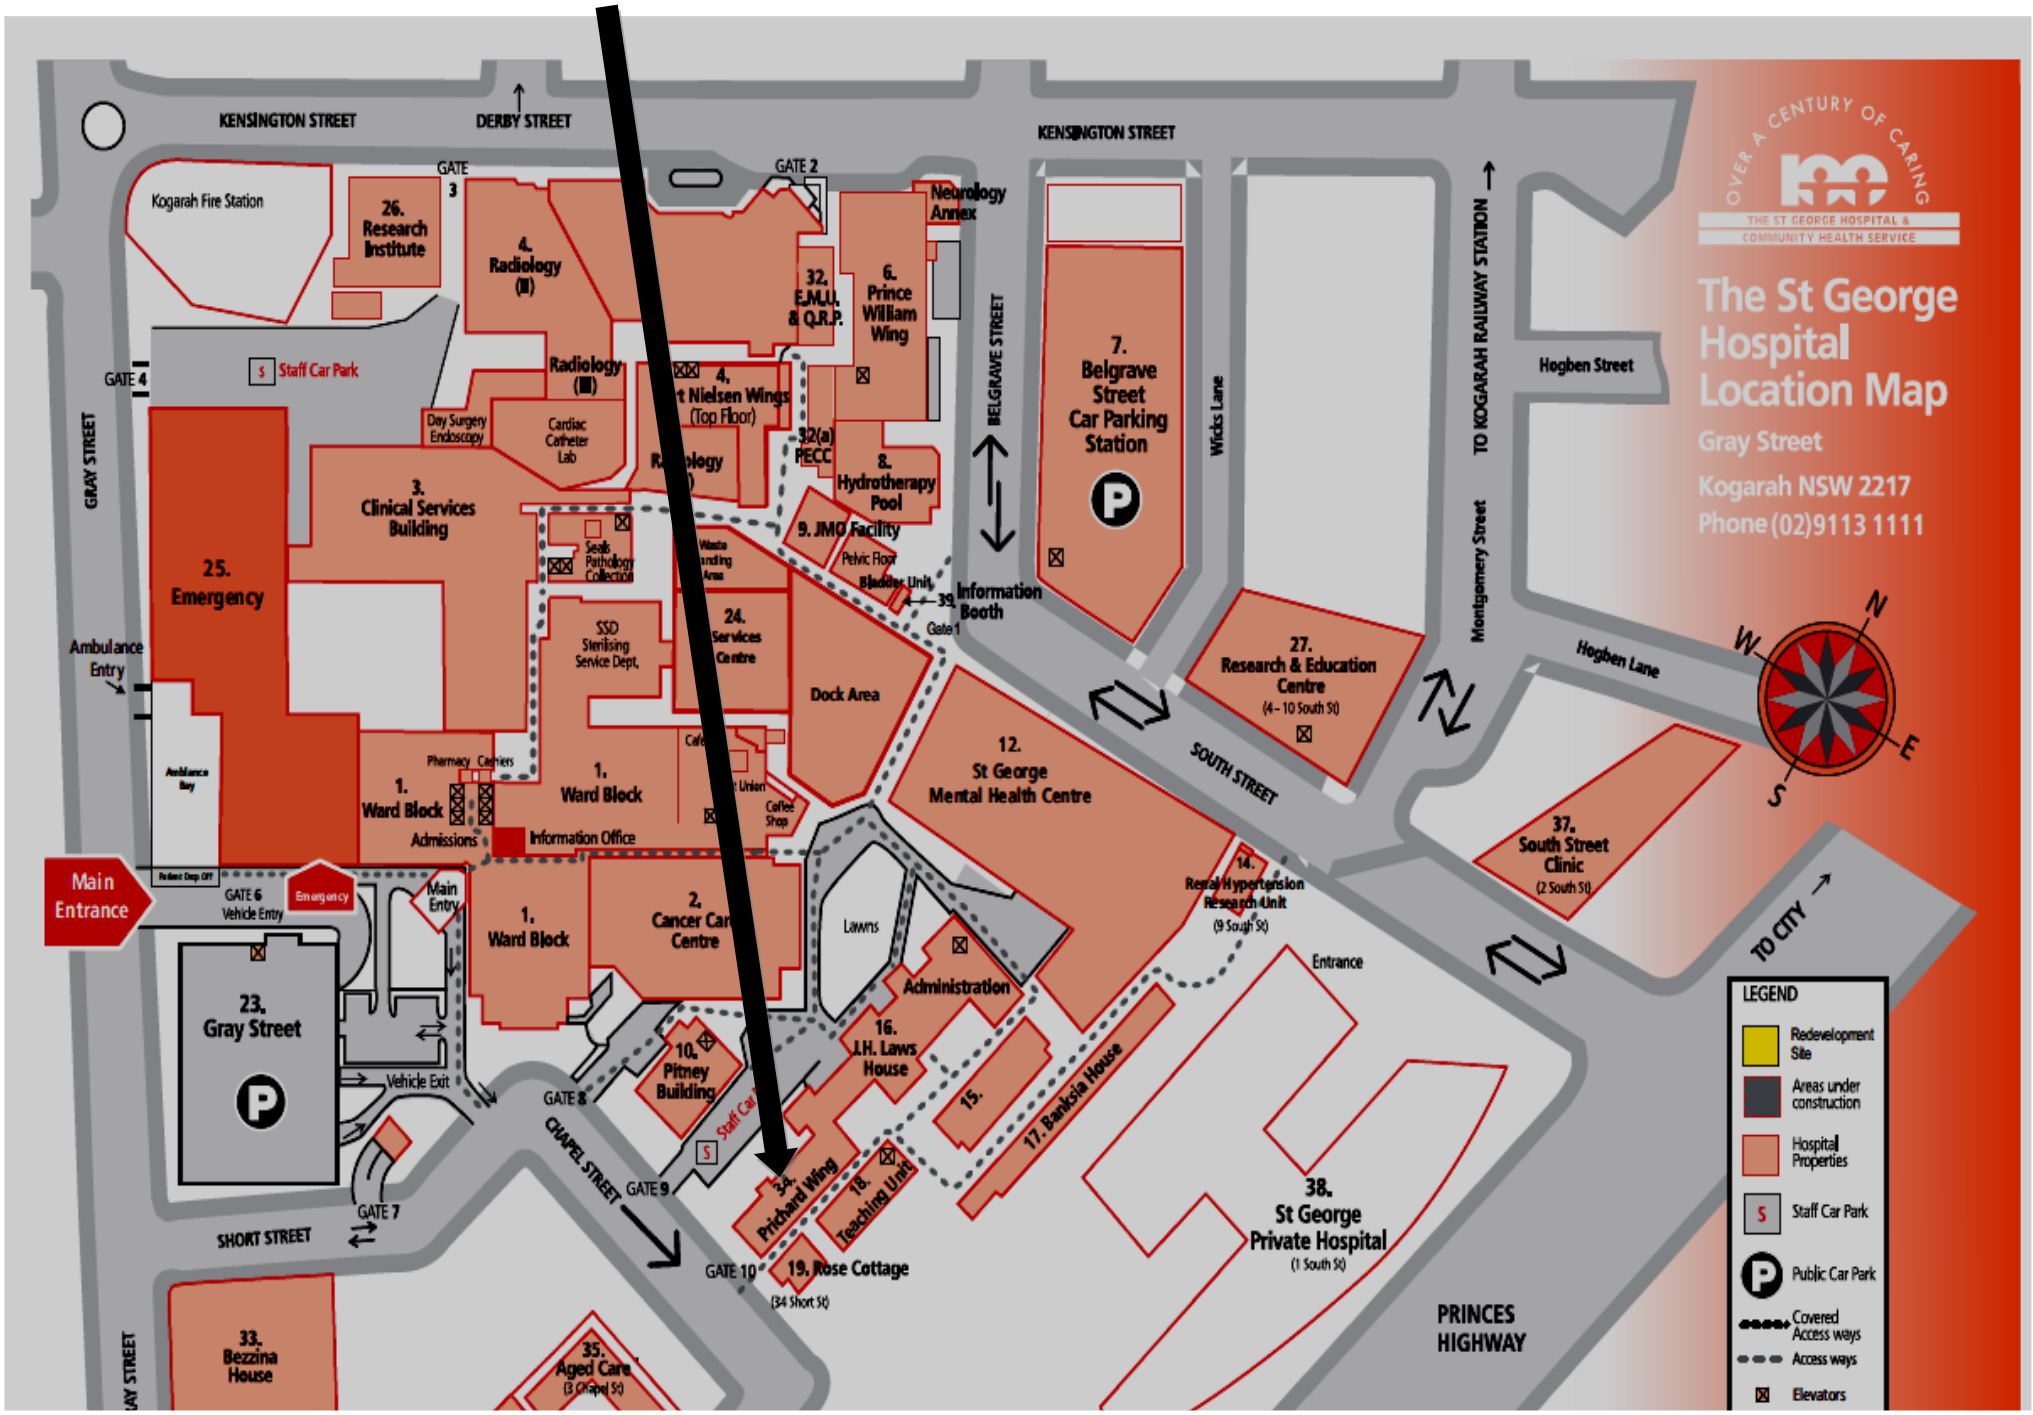 KENSINGTON STREET
DERBY STREET
KENSINGTON STREET
GATE 2
GATE
3
Kogarah Fire Station
26.
Research
Institute
4.
Radiology
(II)
32.
E.M.U.
& Q.R.P.
6.
Prince
William
Wing
Neurology
Annex
OVER A CENTURY OF CARING
THE ST GEORGE HOSPITAL &
COMMUNITY HEALTH SERVICE
The St George
Hospital
Location Map
Gray Street
Kogarah NSW 2217
Phone (02)9113 1111
TO KOGARAH RAILWAY STATION
BELGRAVE STREET
Wicks Lane
Hogben Street
7.
Belgrave
Street
Car Parking
Station
P
GATE 4
S
Staff Car Park
GRAY STREET
Radiology
(III)
4.
Nielsen Wings
(Top Floor)
Day Surgery
Endoscopy
Cardiac
Catheter
Lab
32(a)
PECC
8.
Hydrotherapy
Pool
3.
Clinical Services
Building
9. JMO Facility
Pelvic Floor
Bladder Unit
39.
Information
Booth
Gate 1
Seals
Pathology
Collection
Waste
Area
25.
Emergency
SSD
Sterilising
Service Dept.
24.
Services
Centre
Dock Area
Montgomery Street
Hogben Lane
N
W
E
S
27.
Research & Education
Centre
(4 - 10 South St)
Ambulance
Entry
Ambulance
Bay
Pharmacy
Cashiers
1.
Ward Block
Admissions
1.
Ward Block
Information Office
Union
Coffee
Shop
12.
St George
Mental Health Centre
SOUTH STREET
37.
South Street
Clinic
(2 South St)
14.
Renal Hypertension
Research Unit
(9 South St)
Main
Entrance
Patient Drop Off
GATE 6
Vehicle Entry
Emergency
Main
Entry
1.
Ward Block
2.
Cancer Care
Centre
Lawns
Administration
Entrance
TO CITY
23.
Gray Street
P
Vehicle Exit
GATE 8
10.
Pitney
Building
16.
J.H. Laws
House
15.
17. Banksia House
S
Staff Car
CHAPEL STREET
GATE 9
34.
Prichard Wing
18.
Teaching Unit
GATE 7
SHORT STREET
GATE 10
19. Rose Cottage
(34 Short St)
38.
St George
Private Hospital
(1 South St)
PRINCES
HIGHWAY
33.
Bezzina
House
35.
Aged Care
(3 Chapel St)
LEGEND
Redevelopment
Site
Areas under
construction
Hospital
Properties
S
Staff Car Park
P
Public Car Park
Covered
Access ways
Access ways
Elevators